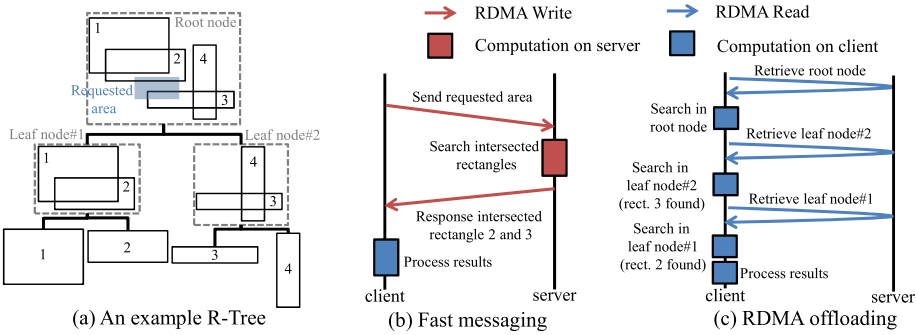 RDMA Write
RDMA Read
Computation on server
Computation on client
Root node
1
2
4
Requested
area
3
Leaf node#1
Leaf node#2
1
2
4
3
1
2
3
4
(a) An example R-Tree
Send requested area
Search intersected
rectangles
Response intersected
rectangle 2 and 3
Process results
client
server
(b) Fast messaging
Retrieve root node
Search in
root node
Retrieve leaf node#2
Search in
leaf node#2
(rect. 3 found)
Retrieve leaf node#1
Search in
leaf node#1
(rect. 2 found)
Process results
client
server
(c) RDMA offloading